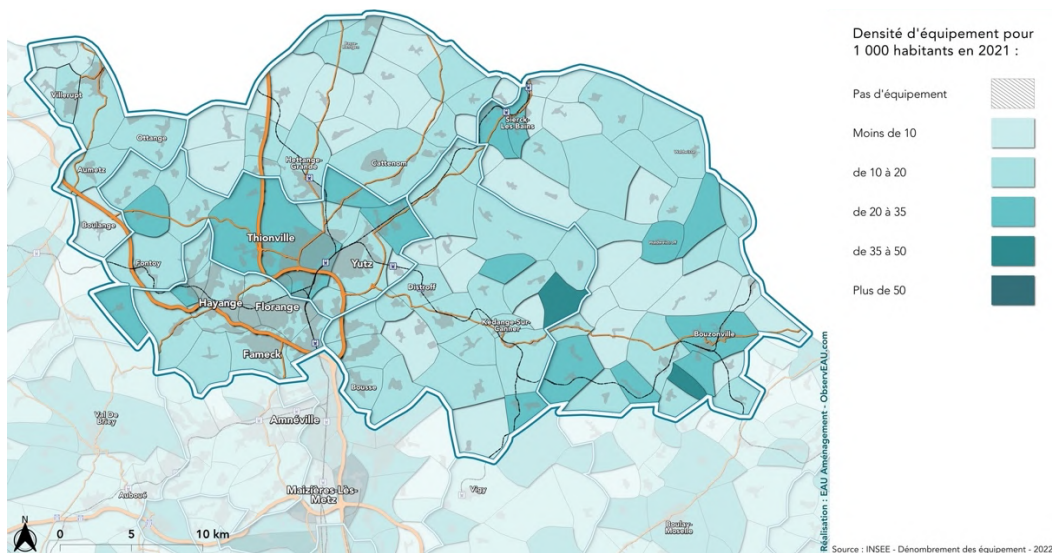 Densité d'équipement pour
1 000 habitants en 2021 :
Pas d'équipement
Moins de 10
de 10 à 20
de 20 à 35
de 35 à 50
Plus de 50
Villerupt
Ottange
Aumetz
Boulange
Fontoy
Hettange-
Grande
Cattenom
Sierck-
Les-Bains
Thionville
Yutz
Hayange
Florange
Distroff
Fameck
Kédange-Sur-
Canner
Bouzonville
Bousse
Amnéville
Val De
Briey
Auboué
Maizières-Lès-
Metz
Vigy
Boulay-
Moselle
N
0 5 10 km
Réalisation : EAU Aménagement - ObservEAU.com
Source : INSEE - Dénombrement des équipement - 2022